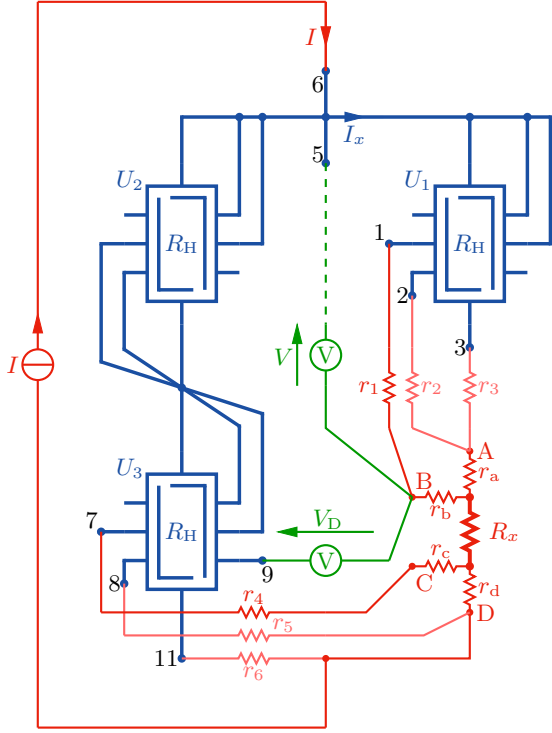 I
6
I_x
5
U_2
U_1
R_H
R_H
1
2
3
V
V
I
r_1
r_2
r_3
A
r_a
U_3
B
r_b
R_x
7
R_H
V_D
V
r_c
8
9
C
r_d
r_4
D
r_5
11
r_6